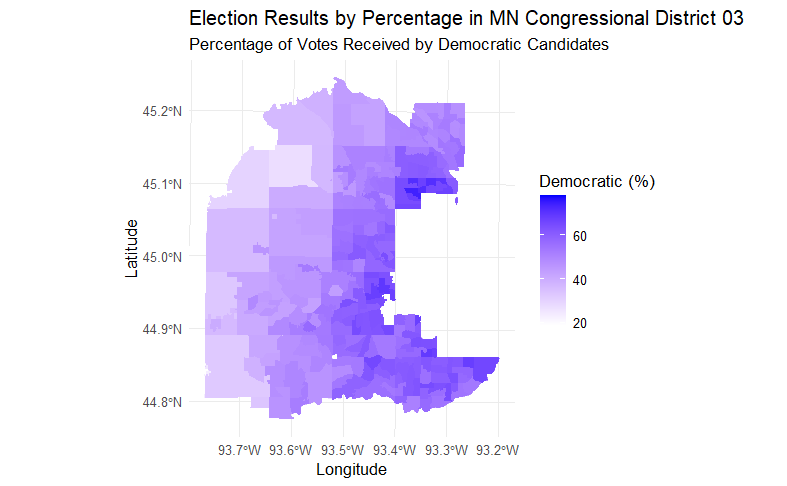 Election Results by Percentage in MN Congressional District 03
Percentage of Votes Received by Democratic Candidates
45.2°N
45.1°N
45.0°N
44.9°N
44.8°N
Latitude
93.7°W 93.6°W 93.5°W 93.4°W 93.3°W 93.2°W
Longitude
Democratic (%)
60
40
20